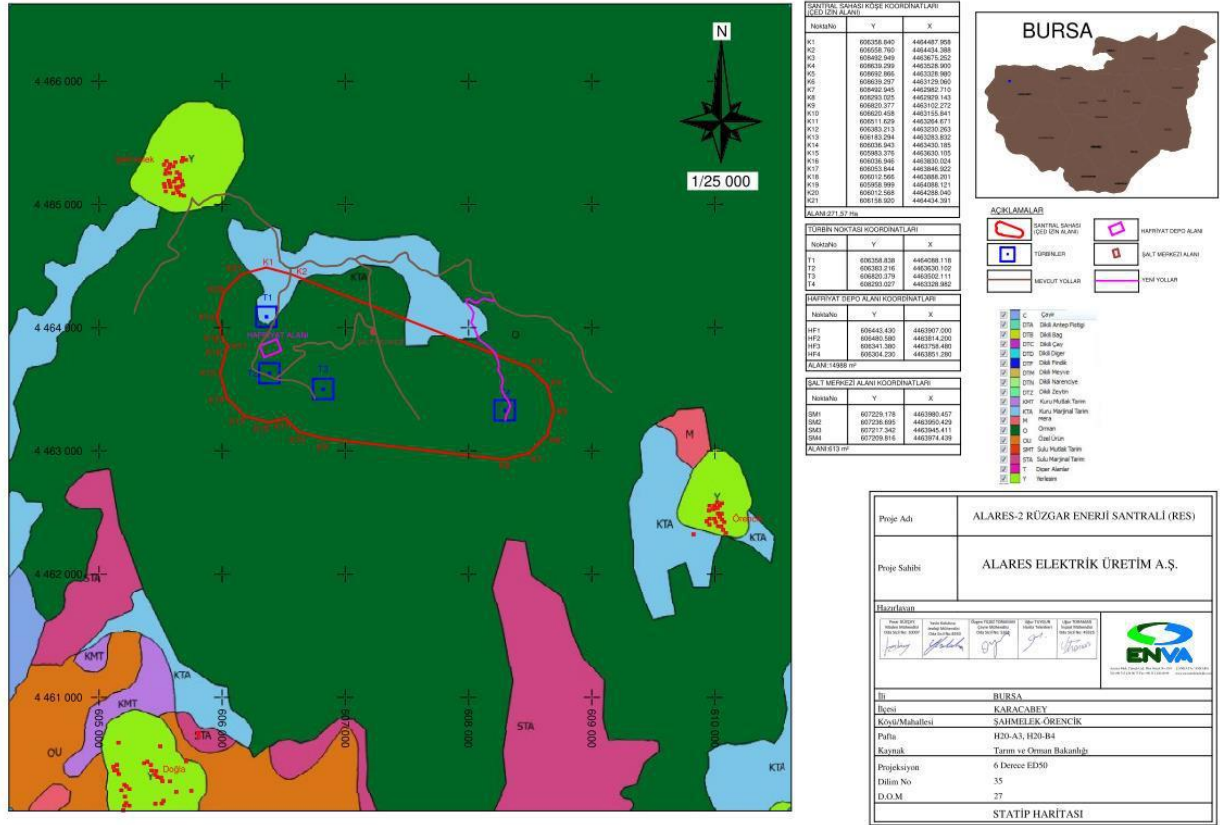 N
1/25 000
4 466 000
4 465 000
4 464 000
4 463 000
4 462 000
4 461 000
605 000
606 000
607 000
608 000
609 000
610 000
Y
K1
K2
KTA
T1
HAFRİYAT ALANI
O
M
Y
Örencik
KTA
KTA
STA
KMT
KTA
KMT
STA
OU
Doğla
Y
STA
KTA
SANTRAL SAHASI KÖŞE KOORDİNATLARI
(ÇED İZİN ALANI)
NoktaNo Y X
K1 606358.840 4464487.958
K2 606558.760 4464434.388
K3 608492.949 4463675.252
K4 608639.299 4463528.900
K5 608692.866 4463328.980
K6 608639.297 4463129.060
K7 608492.945 4462982.710
K8 608293.025 4462929.143
K9 606820.377 4463102.272
K10 606620.458 4463155.841
K11 606511.629 4463264.671
K12 606383.213 4463230.263
K13 606183.294 4463283.832
K14 606036.943 4463430.185
K15 605983.376 4463630.105
K16 606036.946 4463830.024
K17 606053.844 4463846.922
K18 606012.566 4463888.201
K19 605958.999 4464088.121
K20 606012.568 4464288.040
K21 606158.920 4464434.391
ALANI:271,57 Ha
TÜRBİN NOKTASI KOORDİNATLARI
NoktaNo Y X
T1 606358.838 4464088.118
T2 606383.216 4463630.102
T3 606820.379 4463502.111
T4 608293.027 4463328.982
HAFRİYAT DEPO ALANI KOORDİNATLARI
NoktaNo Y X
HF1 606443.430 4463907.000
HF2 606480.580 4463814.200
HF3 606341.380 4463758.480
HF4 606304.230 4463851.280
ALANI:14988 m²
ŞALT MERKEZİ ALANI KOORDİNATLARI
NoktaNo Y X
SM1 607229.178 4463980.457
SM2 607236.695 4463950.429
SM3 607217.342 4463945.411
SM4 607209.816 4463974.439
ALANI:613 m²
BURSA
AÇIKLAMALAR
SANTRAL SAHASI
(ÇED İZİN ALANI)
HAFRİYAT DEPO ALANI
TÜRBİNLER
ŞALT MERKEZİ ALANI
MEVCUT YOLLAR
YENİ YOLLAR
C Çayır
DTA Dikili Antep Fıstığı
DTB Dikili Bağ
DTC Dikili Çay
DTD Dikili Diğer
DTF Dikili Fındık
DTM Dikili Meyve
DTN Dikili Narenciye
DTZ Dikili Zeytin
KMT Kuru Mutlak Tarım
KTA Kuru Marjinal Tarım
M Mera
O Orman
OU Özel Ürün
SMT Sulu Mutlak Tarım
STA Sulu Marjinal Tarım
T Diğer Alanlar
Y Yerleşim
Proje Adı ALARES-2 RÜZGAR ENERJİ SANTRALİ (RES)
Proje Sahibi ALARES ELEKTRİK ÜRETİM A.Ş.
Hazırlayan
ENVA
İli BURSA
İlçesi KARACABEY
Köyü/Mahallesi ŞAHMELEK-ÖRENCİK
Pafta H20-A3, H20-B4
Kaynak Tarım ve Orman Bakanlığı
Projeksiyon 6 Derece ED50
Dilim No 35
D.O.M 27
STATİP HARİTASI